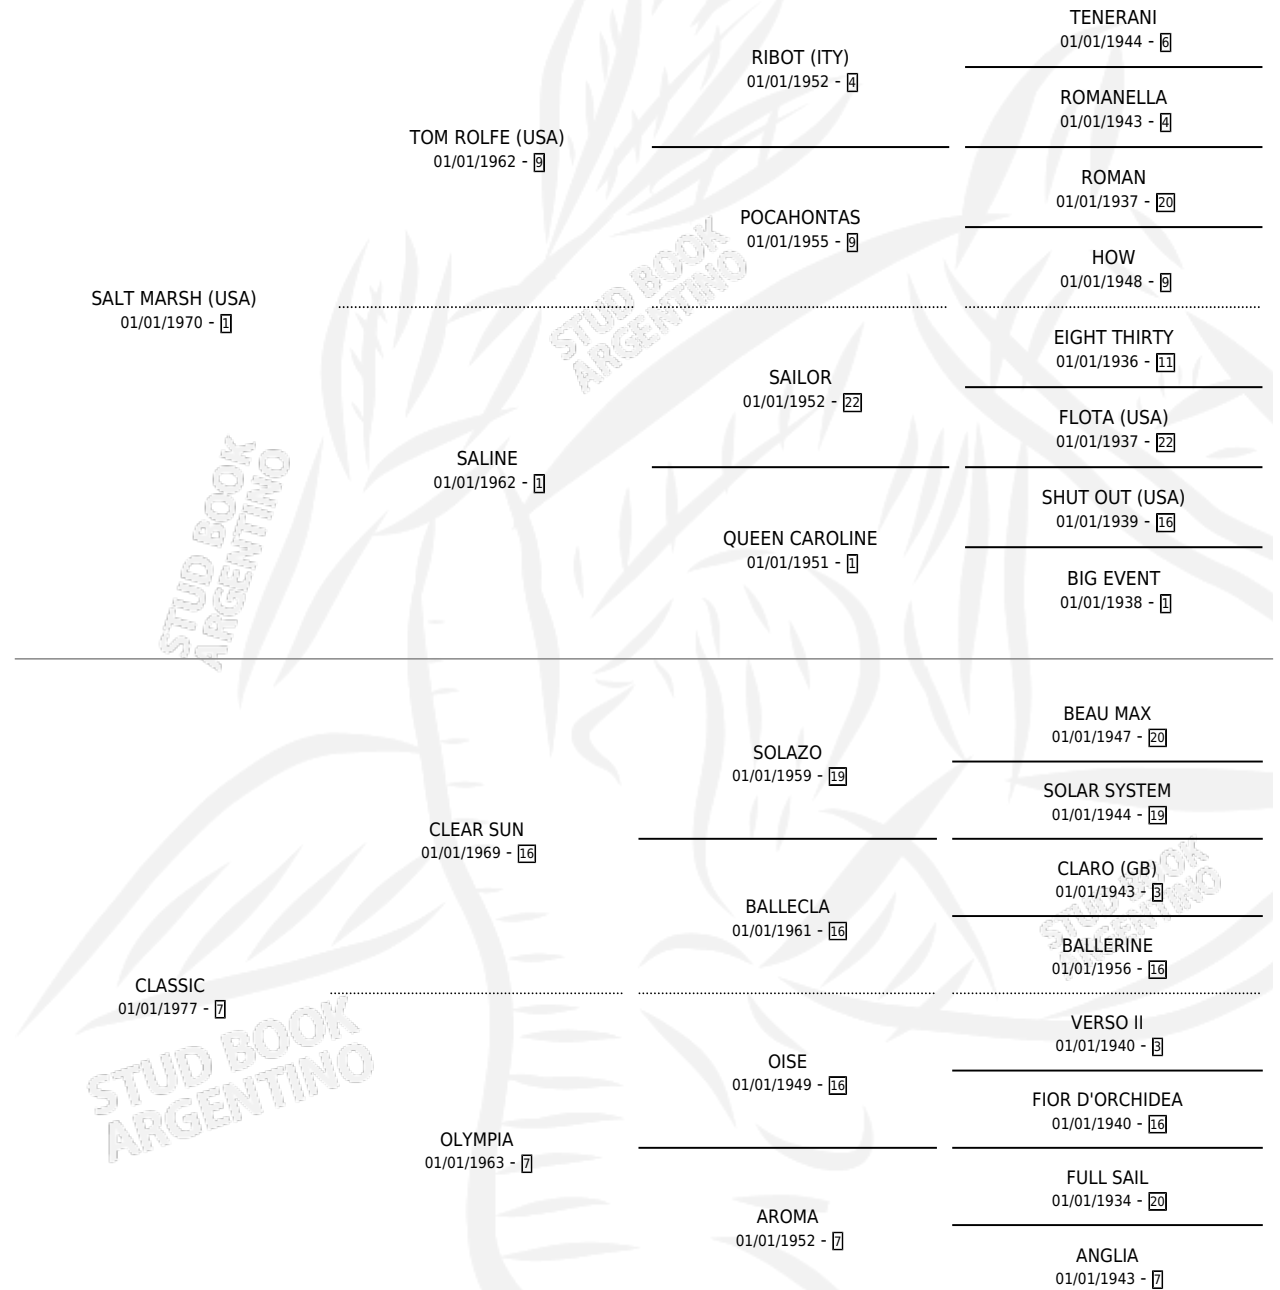 TENERANI
01/01/1944 - 6
RIBOT (ITY)
01/01/1952 - 4
ROMANELLA
01/01/1943 - 4
TOM ROLFE (USA)
01/01/1962 - 9
ROMAN
01/01/1937 - 20
POCAHONTAS
01/01/1955 - 9
HOW
01/01/1948 - 9
SALT MARSH (USA)
01/01/1970 - 1
EIGHT THIRTY
01/01/1936 - 11
SAILOR
01/01/1952 - 22
FLOTA (USA)
01/01/1937 - 22
SALINE
01/01/1962 - 1
SHUT OUT (USA)
01/01/1939 - 16
QUEEN CAROLINE
01/01/1951 - 1
BIG EVENT
01/01/1938 - 1
BEAU MAX
01/01/1947 - 20
SOLAZO
01/01/1959 - 19
SOLAR SYSTEM
01/01/1944 - 19
CLEAR SUN
01/01/1969 - 16
CLARO (GB)
01/01/1943 - 3
BALLECLA
01/01/1961 - 16
BALLERINE
01/01/1956 - 16
CLASSIC
01/01/1977 - 7
VERSO II
01/01/1940 - 3
OISE
01/01/1949 - 16
FIOR D'ORCHIDEA
01/01/1940 - 16
OLYMPIA
01/01/1963 - 7
FULL SAIL
01/01/1934 - 20
AROMA
01/01/1952 - 7
ANGLIA
01/01/1943 - 7
STUD BOOK
ARGENTINO
STUD BOOK
ARGENTINO
STUD BOOK
ARGENTINO
STUD BOOK
ARGENTINO